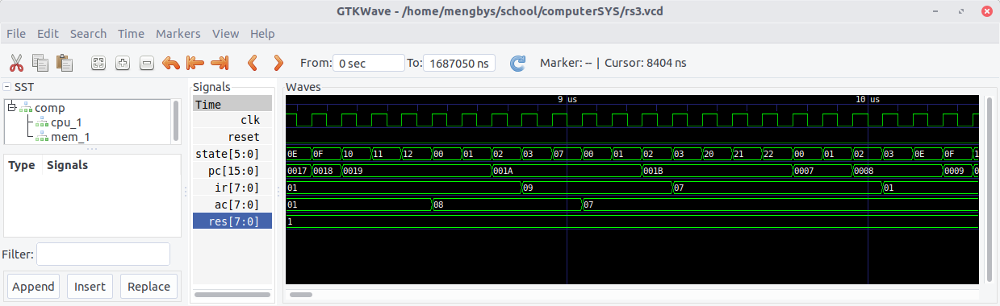 GTKWave - /home/mengbys/school/computerSYS/rs3.vcd
File Edit Search Time Markers View Help
From: 0 sec To: 1687050 ns Marker: -- | Cursor: 8404 ns
SST
comp
cpu_1
mem_1
Type Signals
Filter:
Append Insert Replace
Signals
Time
clk
reset
state[5:0]
pc[15:0]
ir[7:0]
ac[7:0]
res[7:0]
Waves
9 us 10 us
0E 0F 10 11 12 00 01 02 03 07 00 01 02 03 20 21 22 00 01 02 03 0E 0F 1
0017 0018 0019 001A 001B 0007 0008 0009 0
01 09 07 01
01 08 07
1